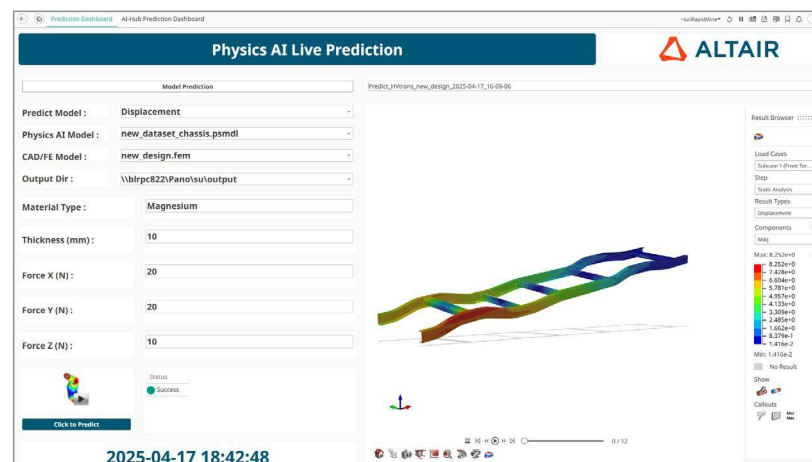 Prediction Dashboard AI-Hub Prediction Dashboard
Physics AI Live Prediction
ALTAIR
Model Prediction
Predict_HVtrans_new_design_2025-04-17_16-09-06
Predict Model : Displacement
Physics AI Model : new_dataset_chassis.psmdl
CAD/FE Model : new_design.fem
Output Dir : \\blrpc822\Pano\su\output
Material Type : Magnesium
Thickness (mm) : 10
Force X (N) : 20
Force Y (N) : 20
Force Z (N) : 10
Status
Success
Click to Predict
2025-04-17 18:42:48
Result Browser
Load Cases
Subcase 1 (Front Tor...
Step
Static Analysis
Result Types
Displacement
Components
Mag
Max: 8.252e+0
8.252e+0
7.428e+0
6.604e+0
5.781e+0
4.957e+0
4.133e+0
3.309e+0
2.485e+0
1.662e+0
8.379e-1
1.416e-2
Min: 1.416e-2
No Result
Show
Callouts
Min/
Max
0 / 12